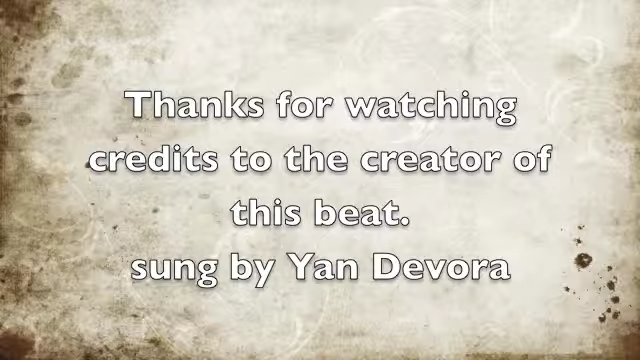 Thanks for watching
credits to the creator of
this beat.
sung by Yan Devora